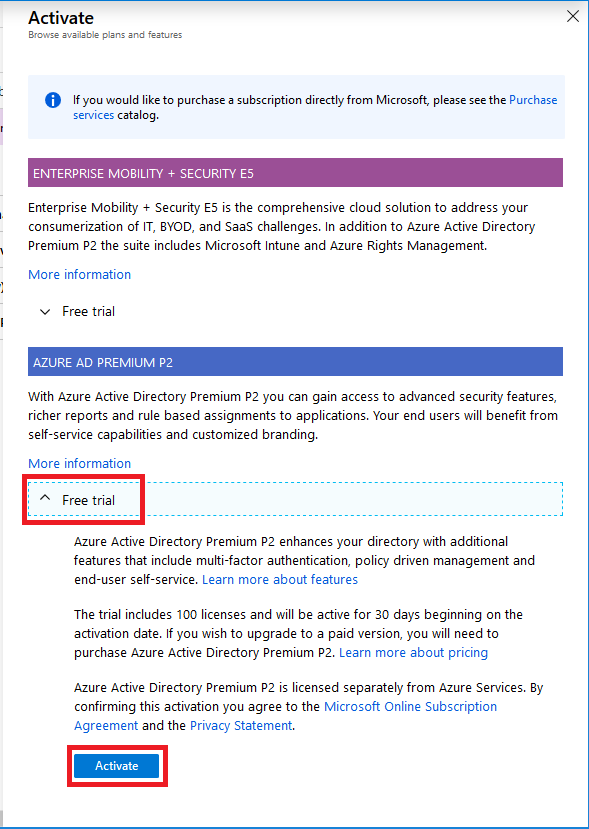 Activate
Browse available plans and features
If you would like to purchase a subscription directly from Microsoft, please see the Purchase
services catalog.
ENTERPRISE MOBILITY + SECURITY E5
Enterprise Mobility + Security E5 is the comprehensive cloud solution to address your
consumerization of IT, BYOD, and SaaS challenges. In addition to Azure Active Directory
Premium P2 the suite includes Microsoft Intune and Azure Rights Management.
More information
Free trial
AZURE AD PREMIUM P2
With Azure Active Directory Premium P2 you can gain access to advanced security features,
richer reports and rule based assignments to applications. Your end users will benefit from
self-service capabilities and customized branding.
More information
Free trial
Azure Active Directory Premium P2 enhances your directory with additional
features that include multi-factor authentication, policy driven management and
end-user self-service. Learn more about features
The trial includes 100 licenses and will be active for 30 days beginning on the
activation date. If you wish to upgrade to a paid version, you will need to
purchase Azure Active Directory Premium P2. Learn more about pricing
Azure Active Directory Premium P2 is licensed separately from Azure Services. By
confirming this activation you agree to the Microsoft Online Subscription
Agreement and the Privacy Statement.
Activate